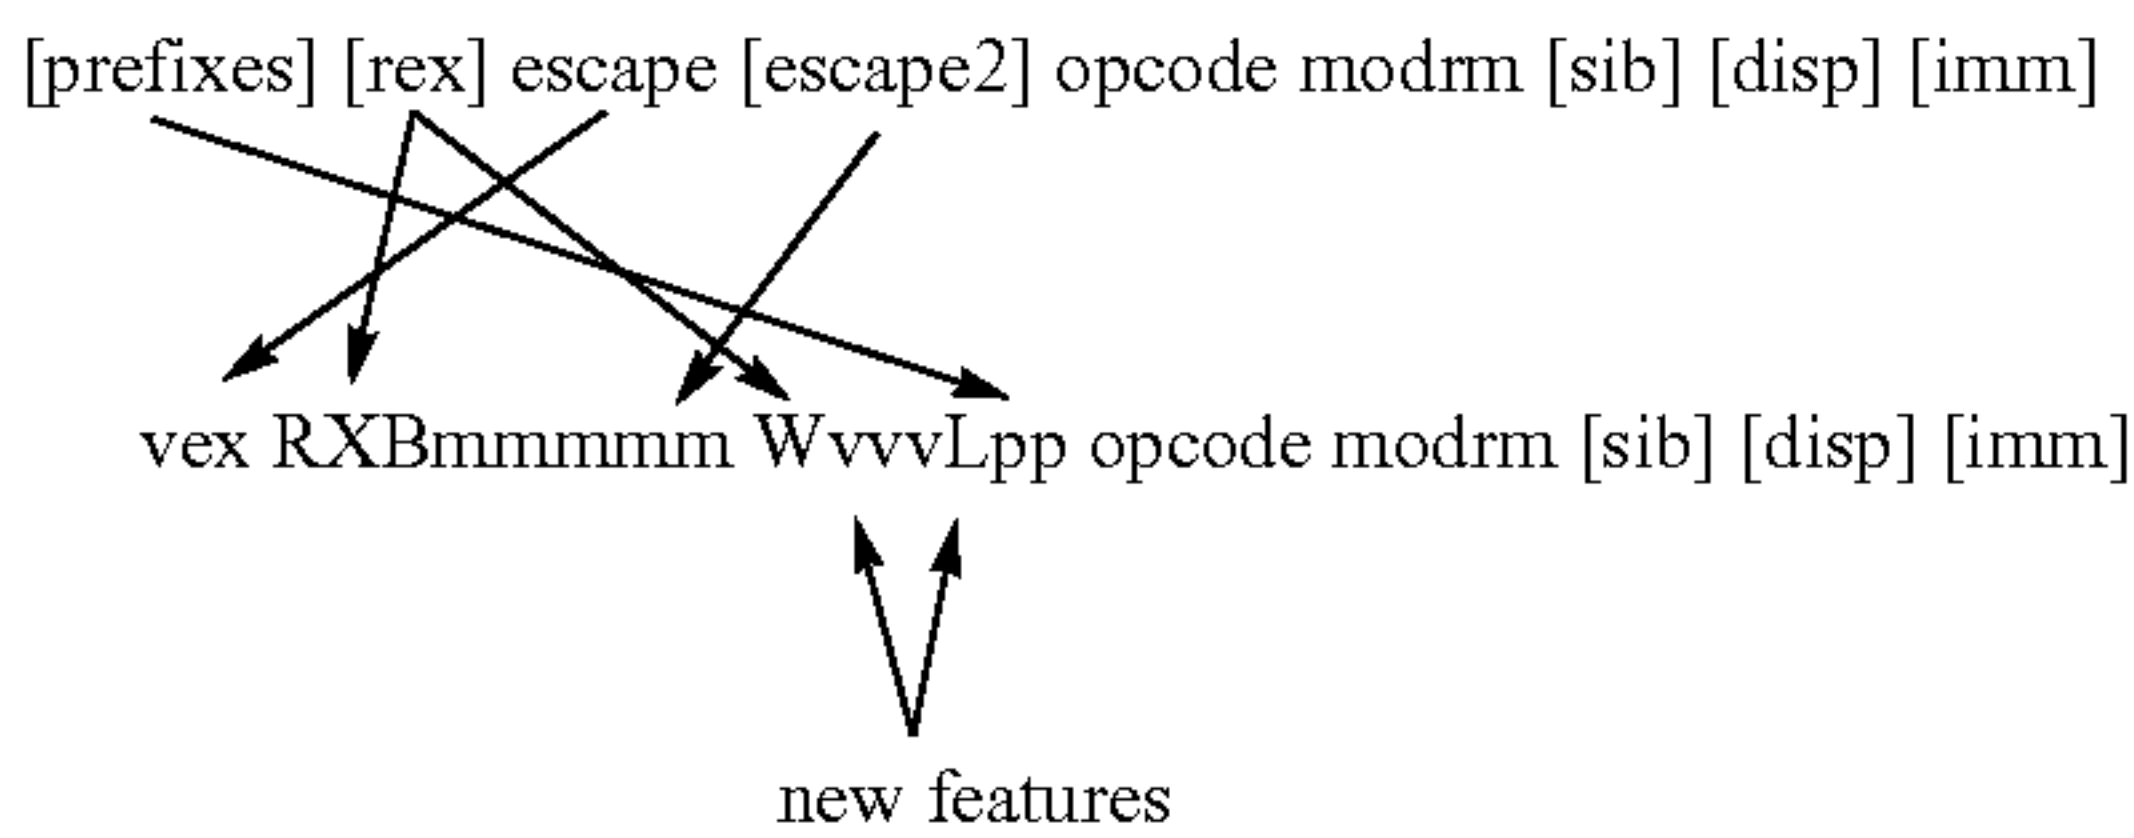 [prefixes] [rex] escape [escape2] opcode modrm [sib] [disp] [imm]
vex RXBmmmmm WvvvLpp opcode modrm [sib] [disp] [imm]
new features